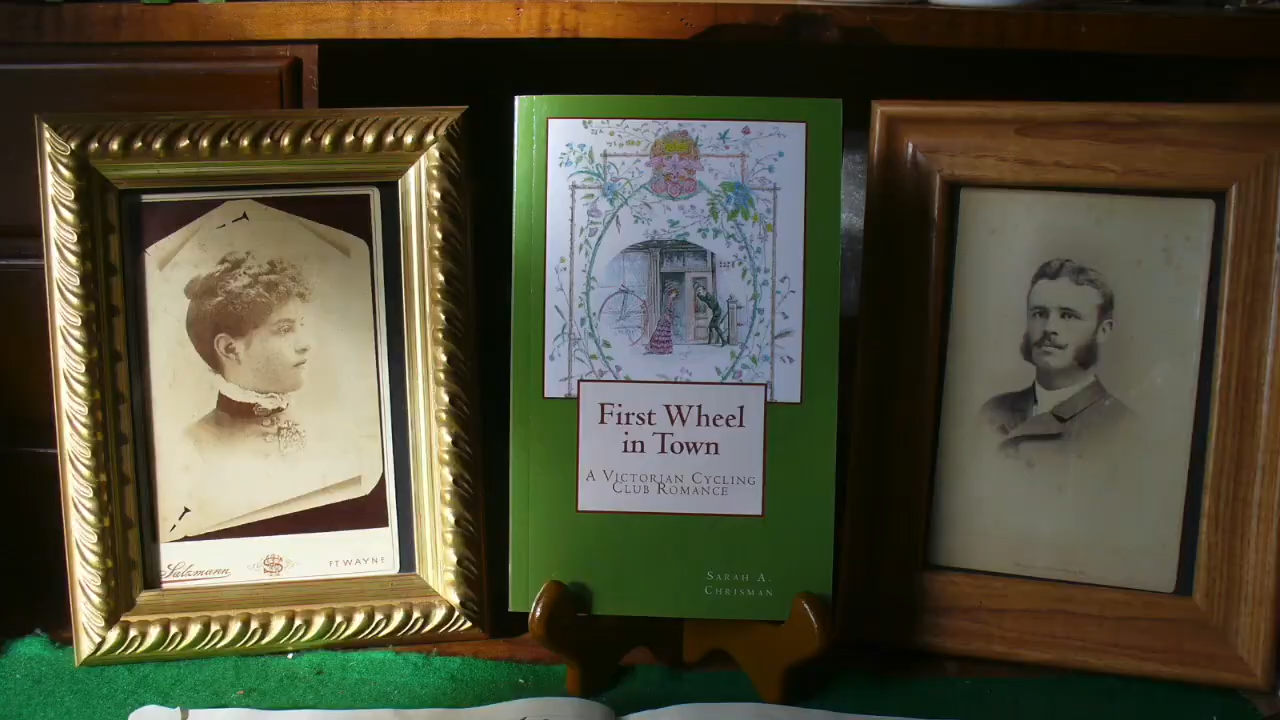 Salzmann
FT WAYNE
First Wheel
in Town
A Victorian Cycling
Club Romance
Sarah A.
Chrisman